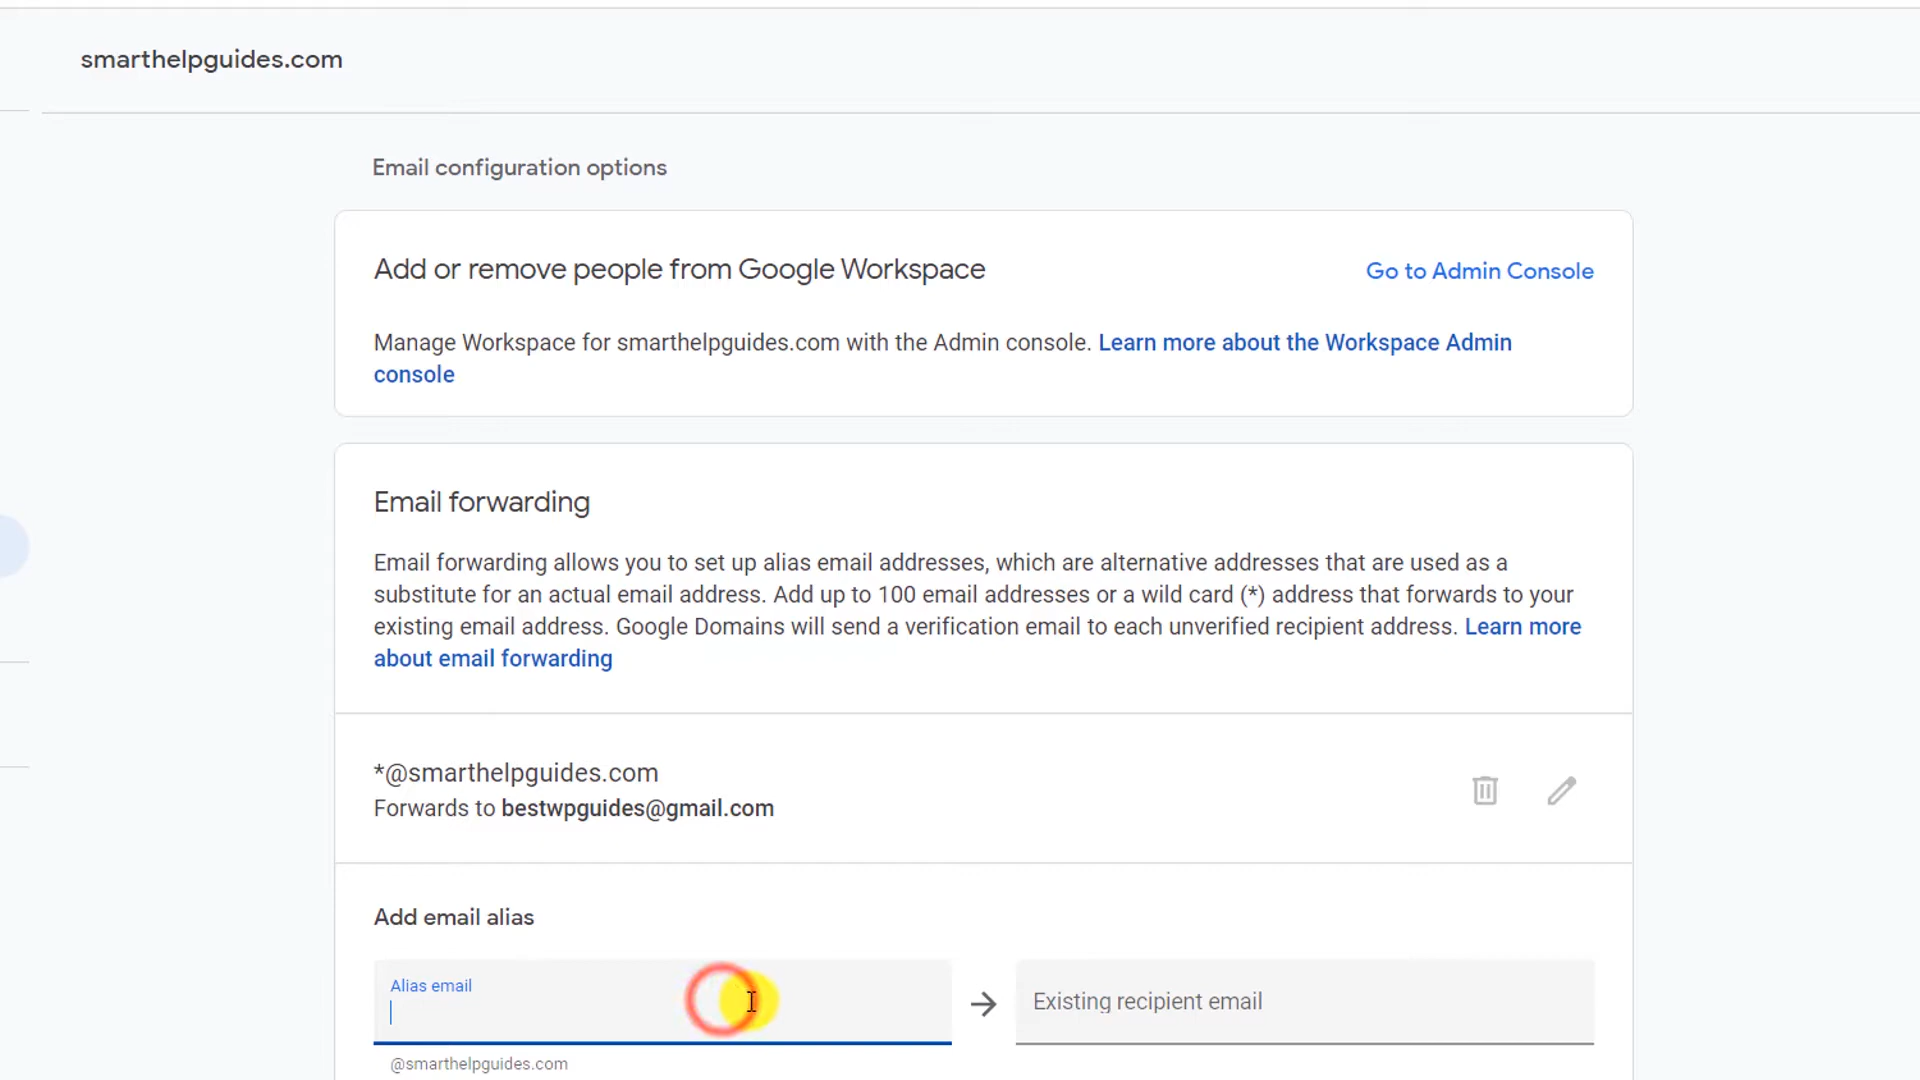 smarthelpguides.com
Email configuration options
Add or remove people from Google Workspace
Go to Admin Console
Manage Workspace for smarthelpguides.com with the Admin console. Learn more about the Workspace Admin
console
Email forwarding
Email forwarding allows you to set up alias email addresses, which are alternative addresses that are used as a
substitute for an actual email address. Add up to 100 email addresses or a wild card (*) address that forwards to your
existing email address. Google Domains will send a verification email to each unverified recipient address. Learn more
about email forwarding
*@smarthelpguides.com
Forwards to bestwpguides@gmail.com
Add email alias
Alias email
Existing recipient email
@smarthelpguides.com